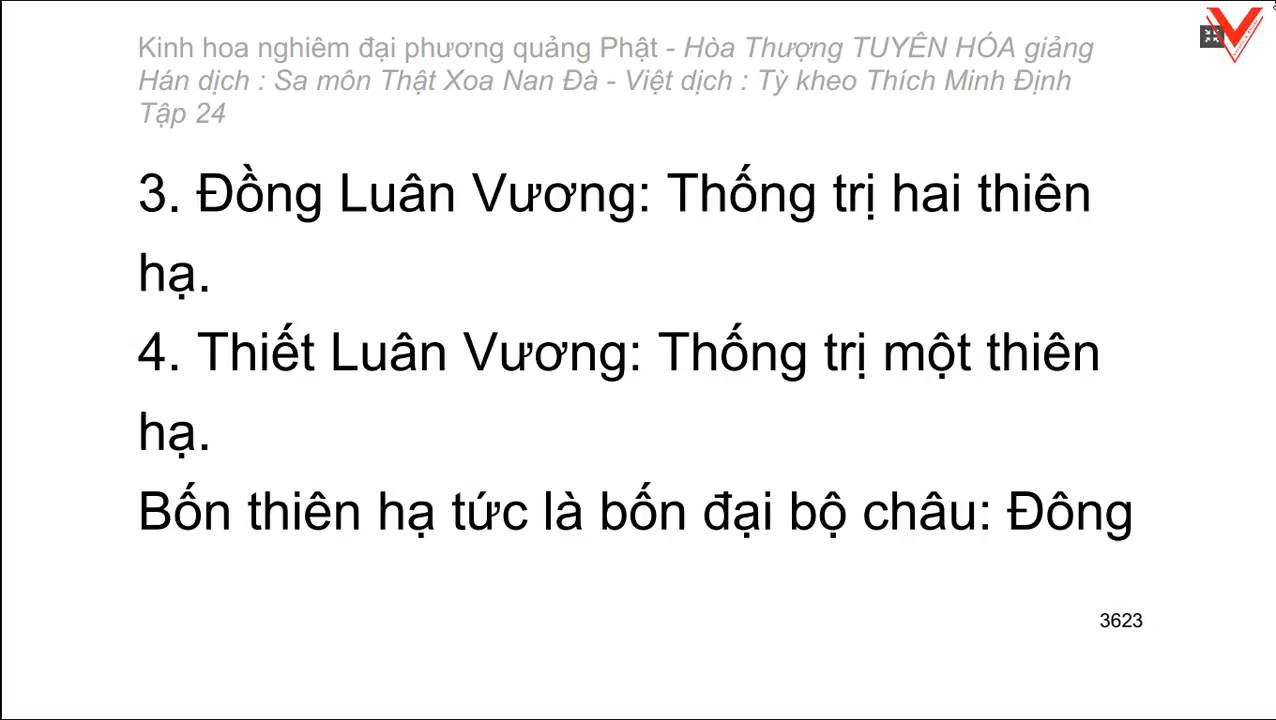 Kinh hoa nghiêm đại phương quảng Phật - Hòa Thượng TUYÊN HÓA giảng
Hán dịch : Sa môn Thật Xoa Nan Đà - Việt dịch : Tỳ kheo Thích Minh Định
Tập 24
3. Đồng Luân Vương: Thống trị hai thiên
hạ.
4. Thiết Luân Vương: Thống trị một thiên
hạ.
Bốn thiên hạ tức là bốn đại bộ châu: Đông
3623